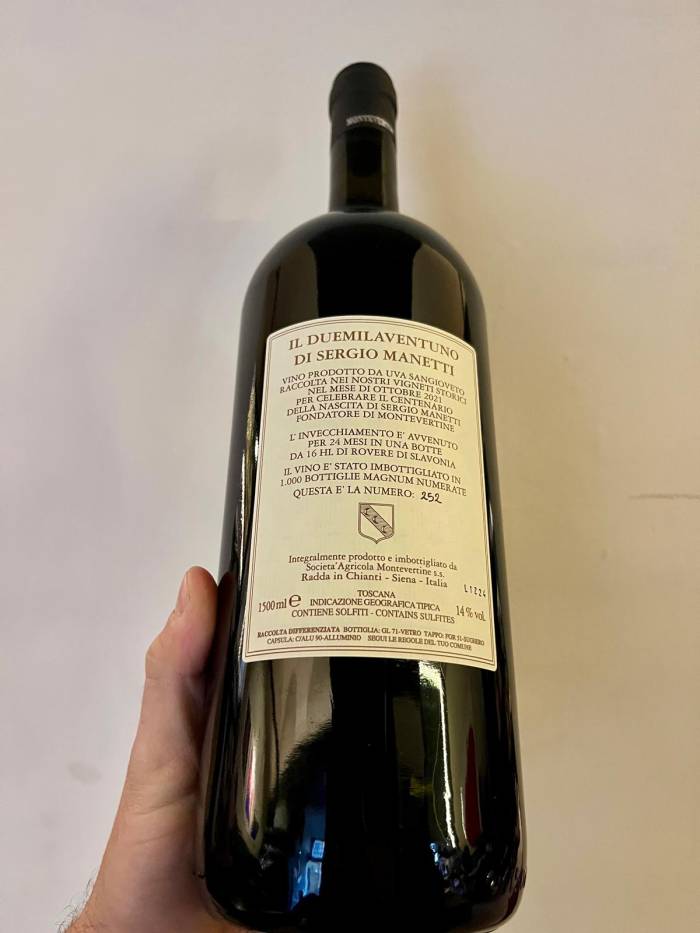 MONTEVERTINE
IL DUEMILAVENTUNO
DI SERGIO MANETTI
VINO PRODOTTO DA UVA SANGIOVETO
RACCOLTA NEI NOSTRI VIGNETI STORICI
NEL MESE DI OTTOBRE 2021
PER CELEBRARE IL CENTENARIO
DELLA NASCITA DI SERGIO MANETTI
FONDATORE DI MONTEVERTINE
L' INVECCHIAMENTO E' AVVENUTO
PER 24 MESI IN UNA BOTTE
DA 16 HL DI ROVERE DI SLAVONIA
IL VINO E' STATO IMBOTTIGLIATO IN
1.000 BOTTIGLIE MAGNUM NUMERATE
QUESTA E' LA NUMERO: 252
Integralmente prodotto e imbottigliato da
Societa' Agricola Montevertine s.s.
Radda in Chianti - Siena - Italia
L1224
TOSCANA
1500 ml e INDICAZIONE GEOGRAFICA TIPICA 14 % vol.
CONTIENE SOLFITI - CONTAINS SULFITES
RACCOLTA DIFFERENZIATA BOTTIGLIA: GL 71-VETRO TAPPO: FOR 51-SUGHERO
CAPSULA: C/ALU 90-ALLUMINIO SEGUI LE REGOLE DEL TUO COMUNE